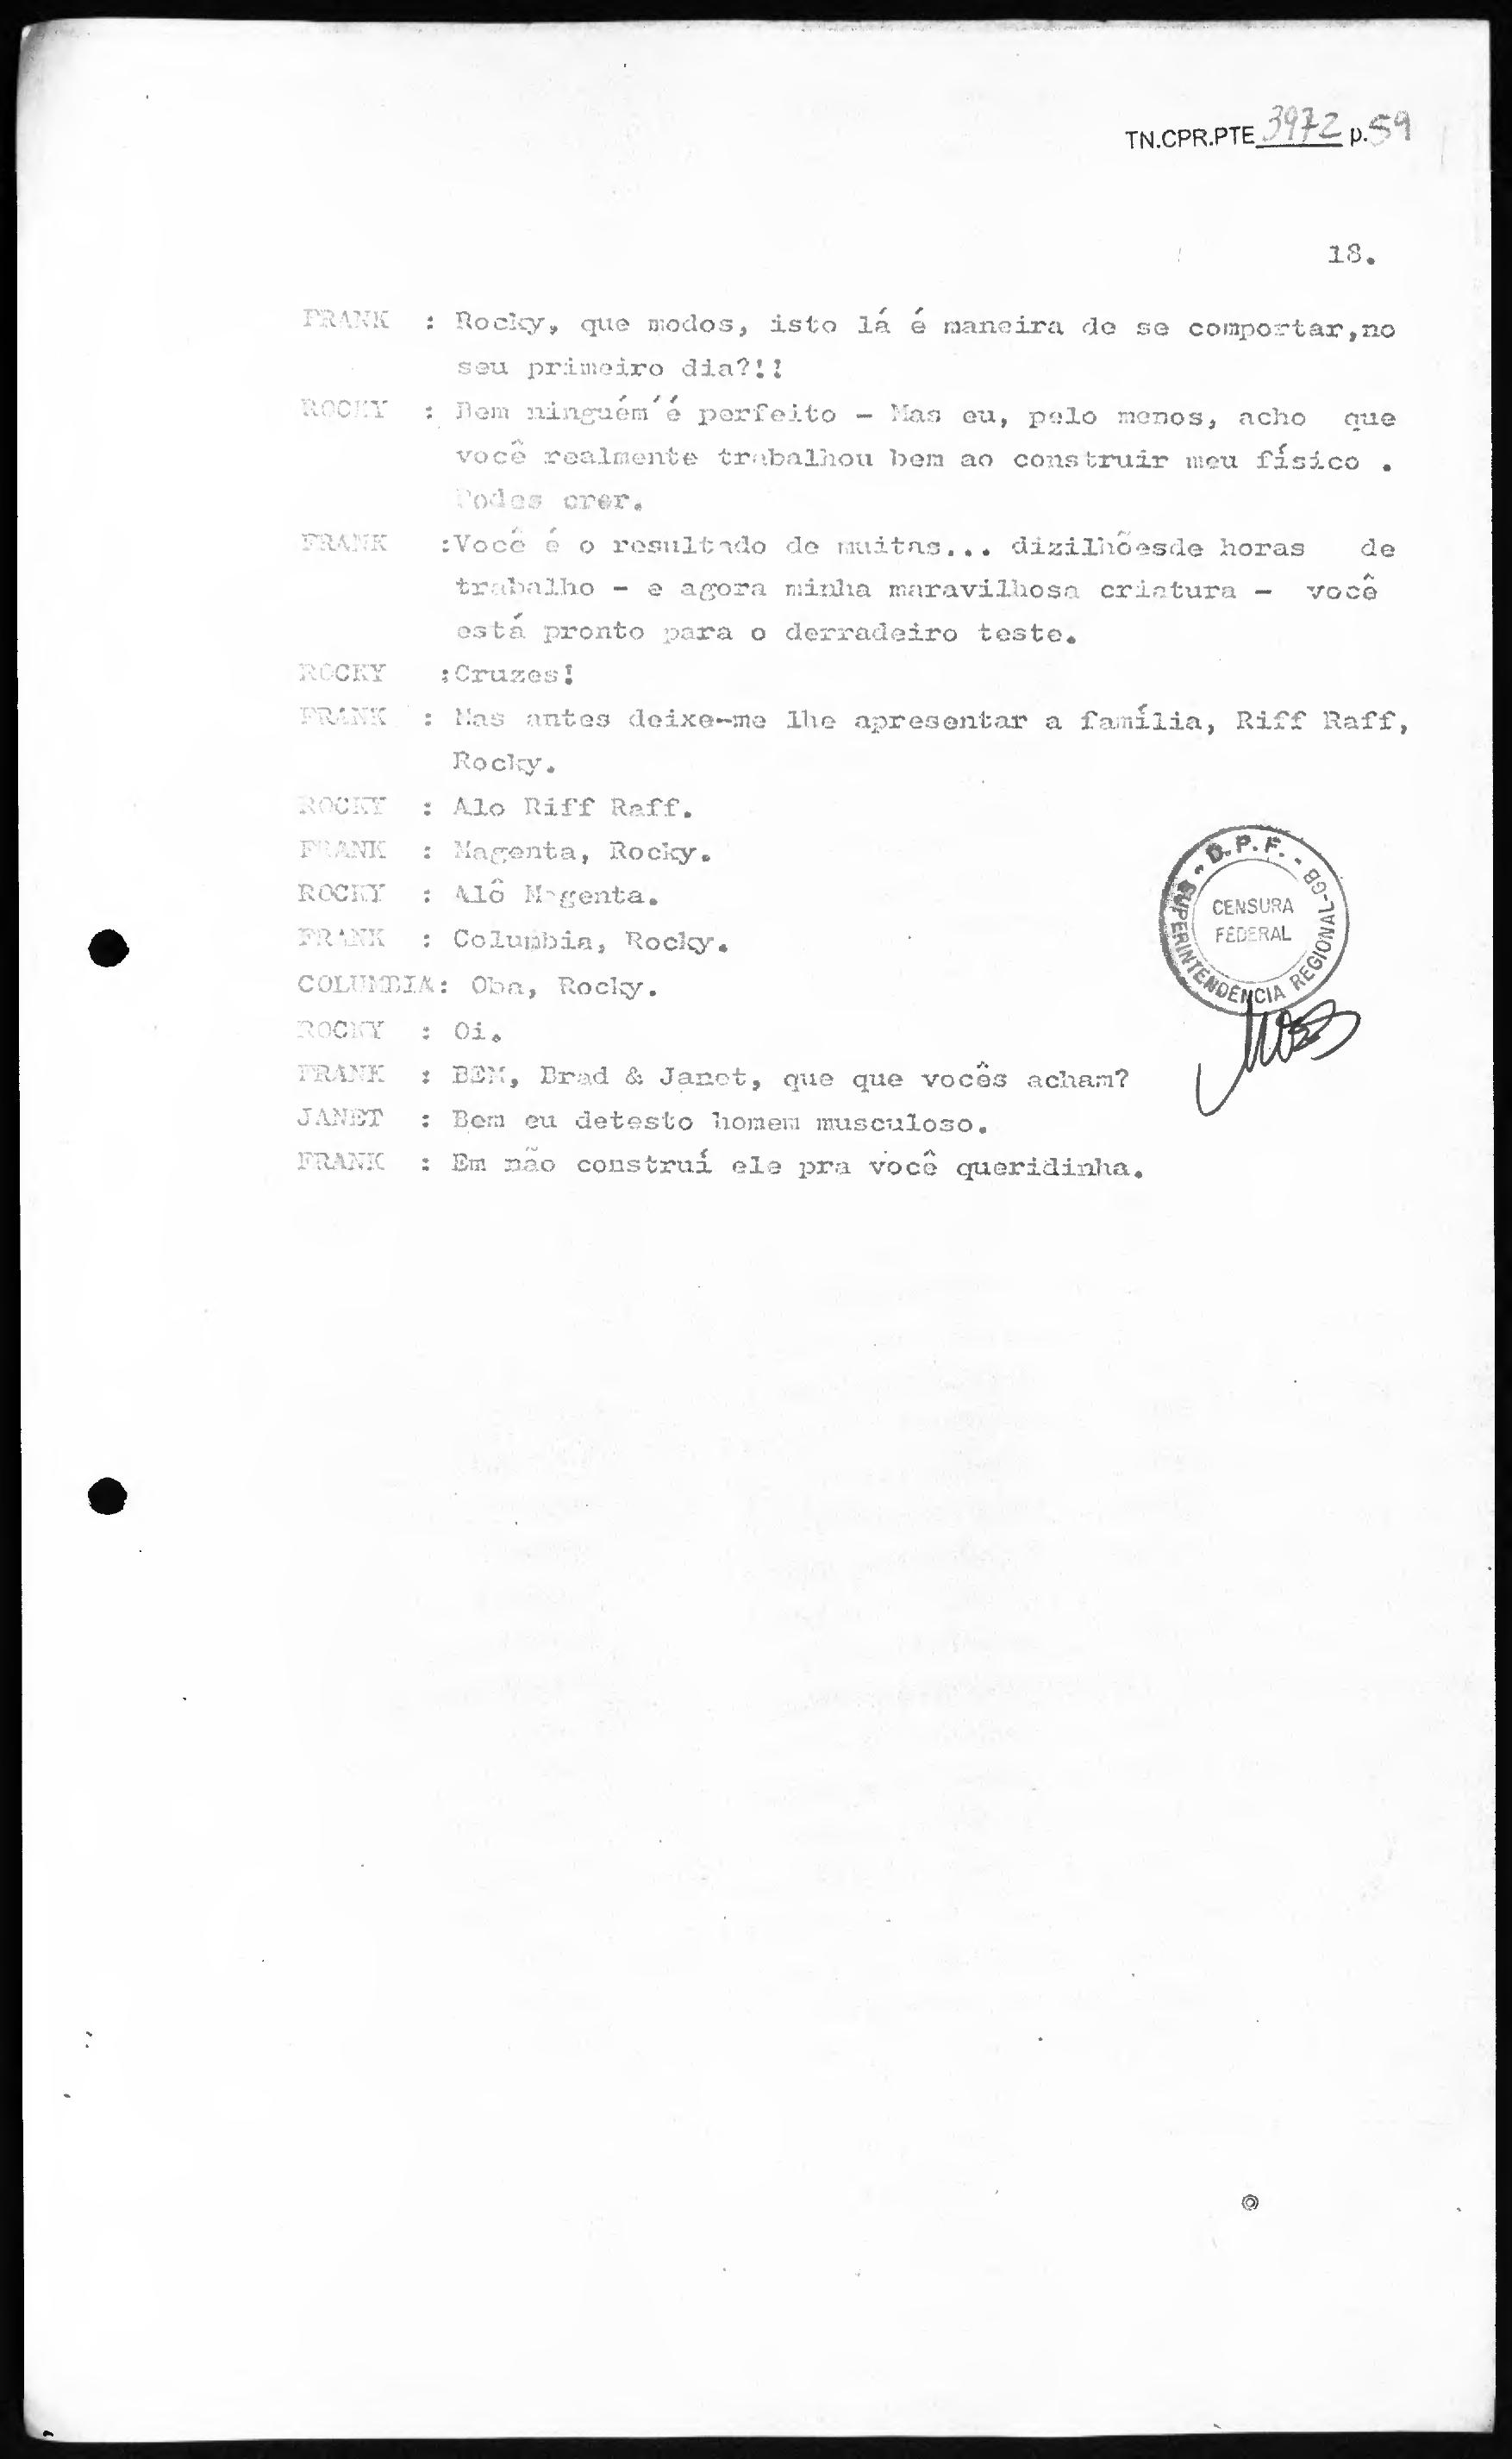 TN.CPR.PTE 3972 p.59
18.
FRANK : Rocky, que modos, isto lá é maneira de se comportar,no
seu primeiro dia?!!
ROCKY : Bem ninguém é perfeito - Mas eu, pelo menos, acho que
você realmente trabalhou bem ao construir meu físico .
Podes crer.
FRANK :Você é o resultado de muitas... dizilhõesde horas de
trabalho - e agora minha maravilhosa criatura - você
está pronto para o derradeiro teste.
ROCKY :Cruzes!
FRANK : Mas antes deixe-me lhe apresentar a família, Riff Raff,
Rocky.
ROCKY : Alo Riff Raff.
FRANK : Magenta, Rocky.
ROCKY : Alô Magenta.
FRANK : Columbia, Rocky.
COLUMBIA: Oba, Rocky.
ROCKY : Oi.
FRANK : BEM, Brad & Janet, que que vocês acham?
JANET : Bem eu detesto homem musculoso.
FRANK : Em não construí ele pra você queridinha.
- D.P.F. -
SUPERINTENDÊNCIA REGIONAL-GB
CENSURA
FEDERAL